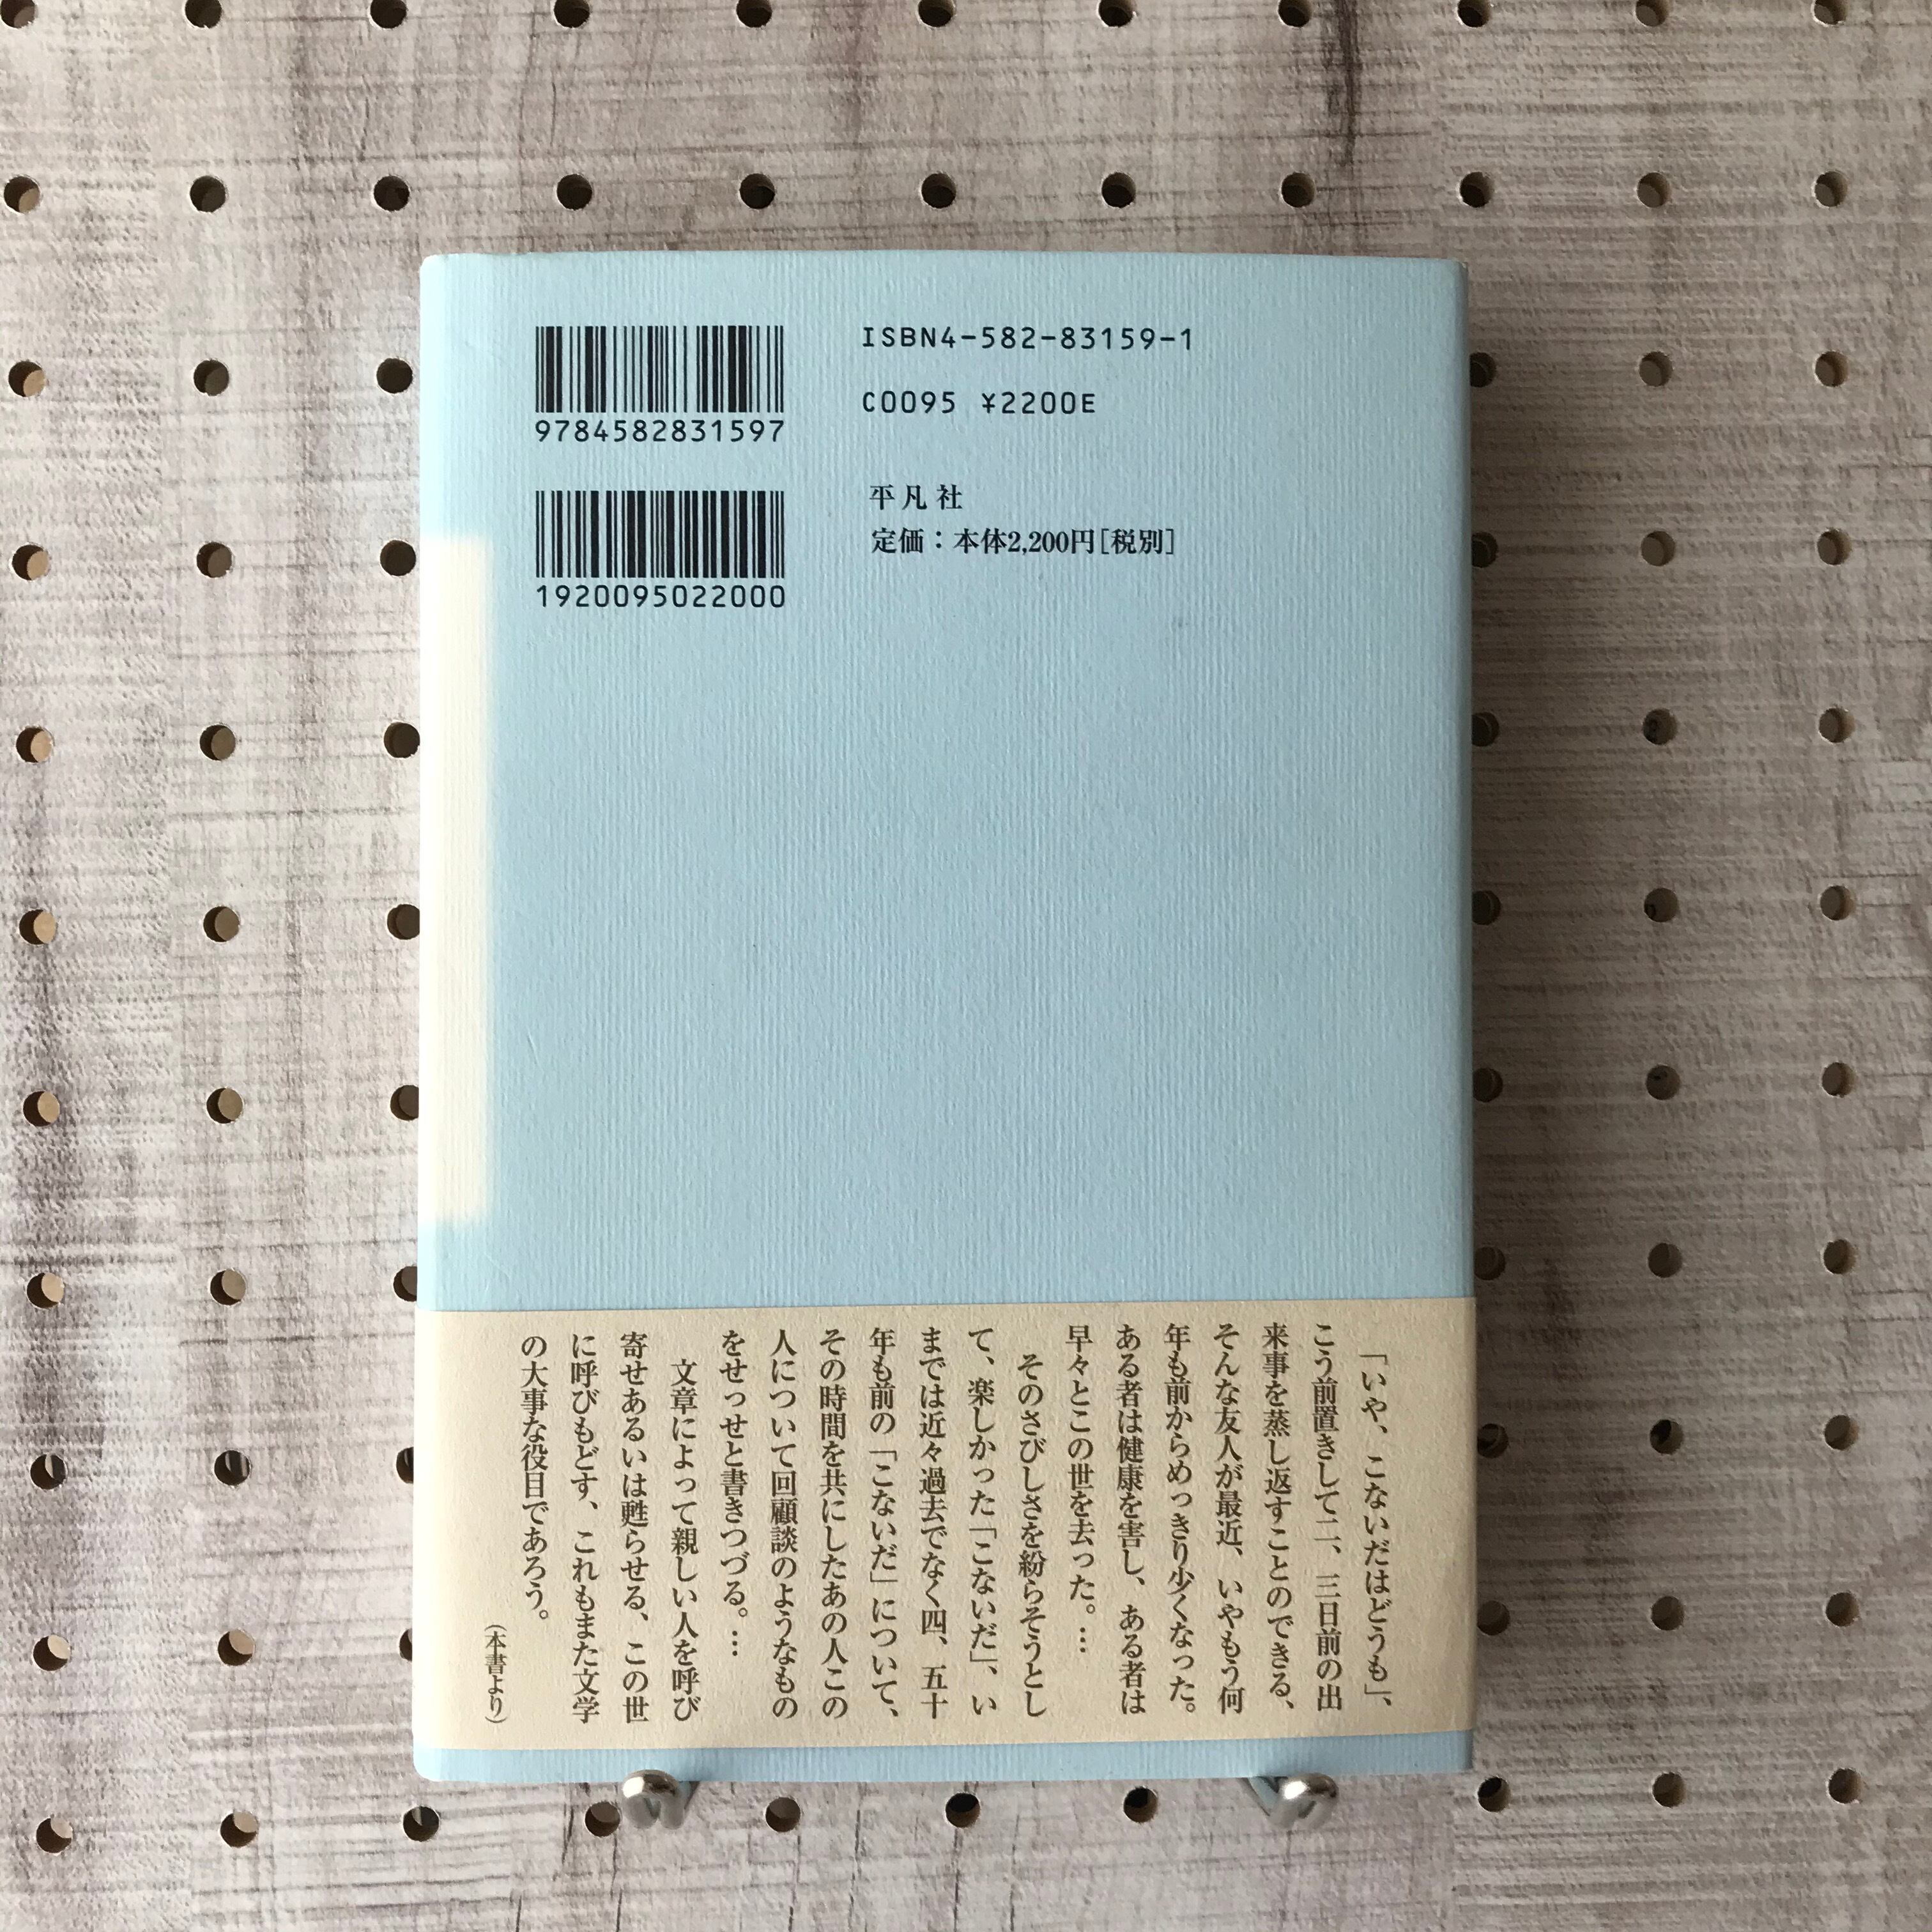 9784582831597
1920095022000
ISBN4-582-83159-1
C0095 ¥2200E
平凡社
定価：本体2,200円[税別]
「いや、こないだはどうも」、
こう前置きして二、三日前の出
来事を蒸し返すことのできる、
そんな友人が最近、いやもう何
年も前からめっきり少くなった。
ある者は健康を害し、ある者は
早々とこの世を去った。…
そのさびしさを紛らそうとし
て、楽しかった「こないだ」、い
までは近々過去でなく四、五十
年も前の「こないだ」について、
その時間を共にしたあの人この
人について回顧談のようなもの
をせっせと書きつづる。…
文章によって親しい人を呼び
寄せあるいは甦らせる、この世
に呼びもどす、これもまた文学
の大事な役目であろう。
（本書より）